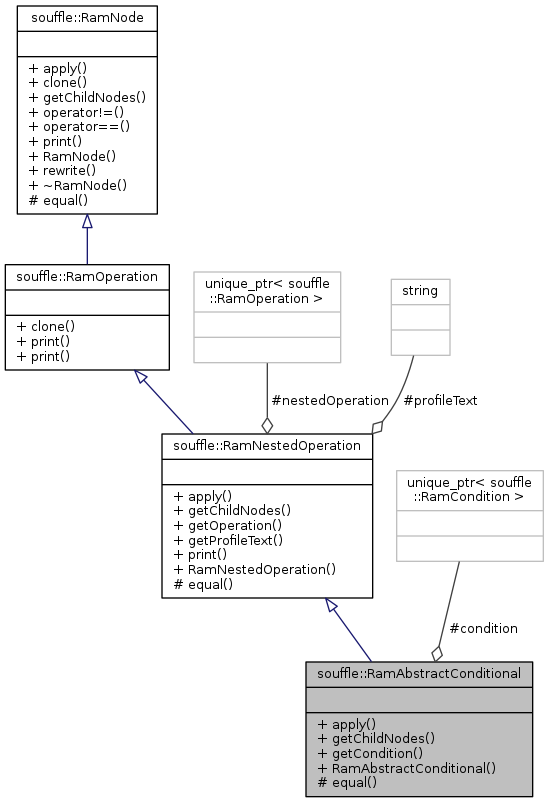 souffle::RamNode
+ apply()
+ clone()
+ getChildNodes()
+ operator!=()
+ operator==()
+ print()
+ RamNode()
+ rewrite()
+ ~RamNode()
# equal()
souffle::RamOperation
+ clone()
+ print()
+ print()
unique_ptr< souffle
::RamOperation >
string
#nestedOperation
#profileText
souffle::RamNestedOperation
+ apply()
+ getChildNodes()
+ getOperation()
+ getProfileText()
+ print()
+ RamNestedOperation()
# equal()
unique_ptr< souffle
::RamCondition >
#condition
souffle::RamAbstractConditional
+ apply()
+ getChildNodes()
+ getCondition()
+ RamAbstractConditional()
# equal()